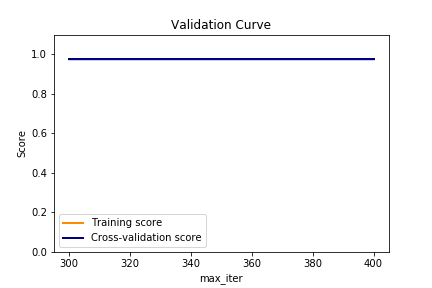 Validation Curve
1.0
0.8
0.6
0.4
0.2
0.0
Score
Training score
Cross-validation score
300
320
340
360
380
400
max_iter